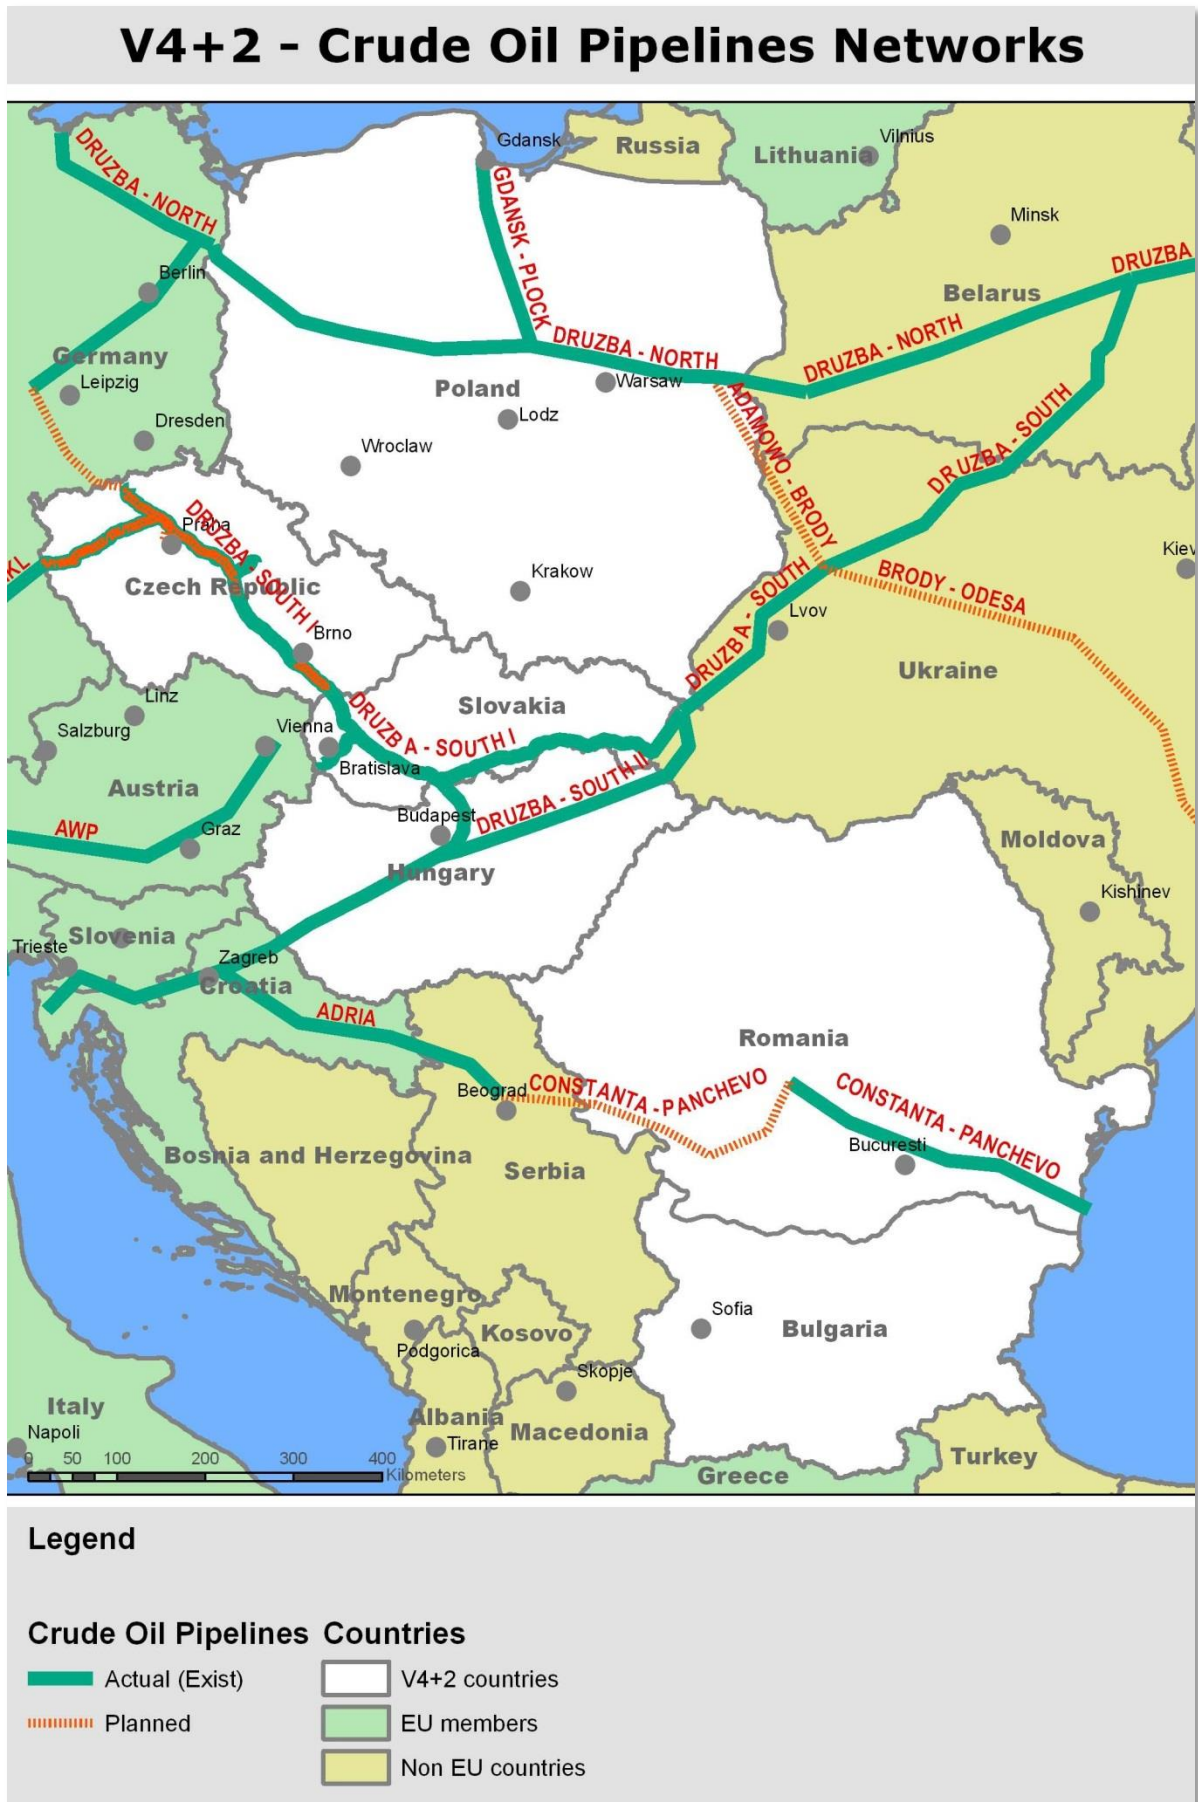 V4+2 - Crude Oil Pipelines Networks
Gdansk
Russia
Vilnius
Lithuania
DRUZBA - NORTH
GDANSK - PLOCK
Minsk
DRUZBA
Berlin
Belarus
DRUZBA - NORTH
DRUZBA - NORTH
Germany
Leipzig
Poland
Warsaw
ADAMOWO - BRODY
DRUZBA - SOUTH
Dresden
Lodz
Wroclaw
DRUZBA - SOUTH I
Praha
Kiev
IKL
Czech Republic
Krakow
DRUZBA - SOUTH
BRODY - ODESA
Lvov
Brno
Ukraine
Linz
Slovakia
Salzburg
Vienna
DRUZBA - SOUTH I
Bratislava
Austria
DRUZBA - SOUTH II
Budapest
AWP
Graz
Moldova
Hungary
Kishinev
Slovenia
Trieste
Zagreb
Croatia
ADRIA
Romania
Beograd
CONSTANTA - PANCHEVO
CONSTANTA - PANCHEVO
Bucuresti
Bosnia and Herzegovina
Serbia
Montenegro
Sofia
Kosovo
Bulgaria
Podgorica
Skopje
Italy
Albania
Macedonia
Napoli
Tirane
Turkey
0 50 100 200 300 400
Kilometers
Greece
Legend
Crude Oil Pipelines
Actual (Exist)
Planned
Countries
V4+2 countries
EU members
Non EU countries